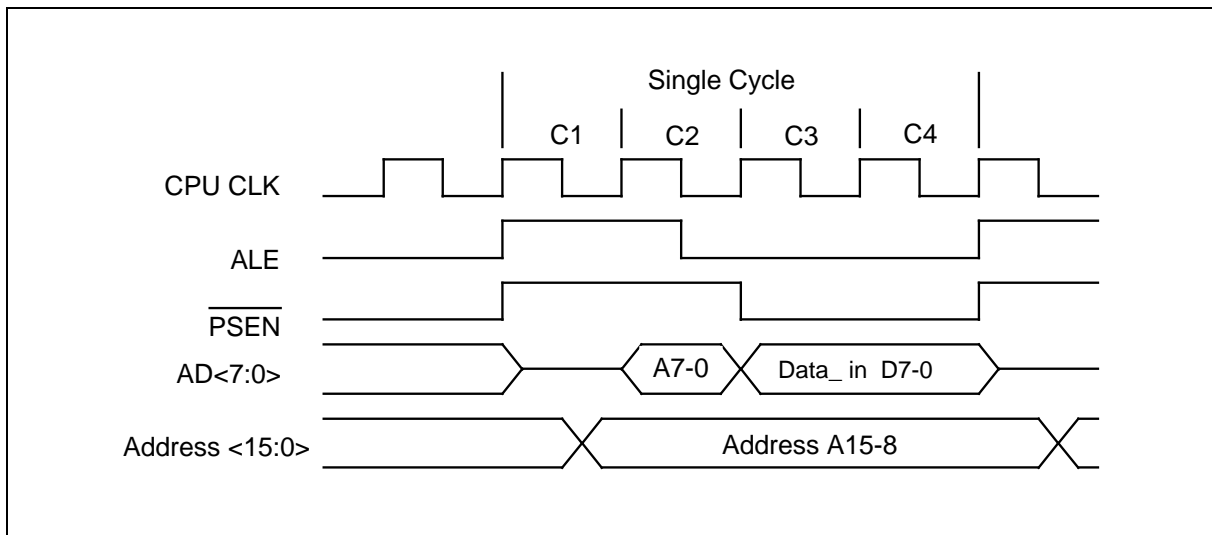 Single Cycle
C1 C2 C3 C4
CPU CLK
ALE
PSEN
AD<7:0> A7-0 Data_ in D7-0
Address <15:0> Address A15-8